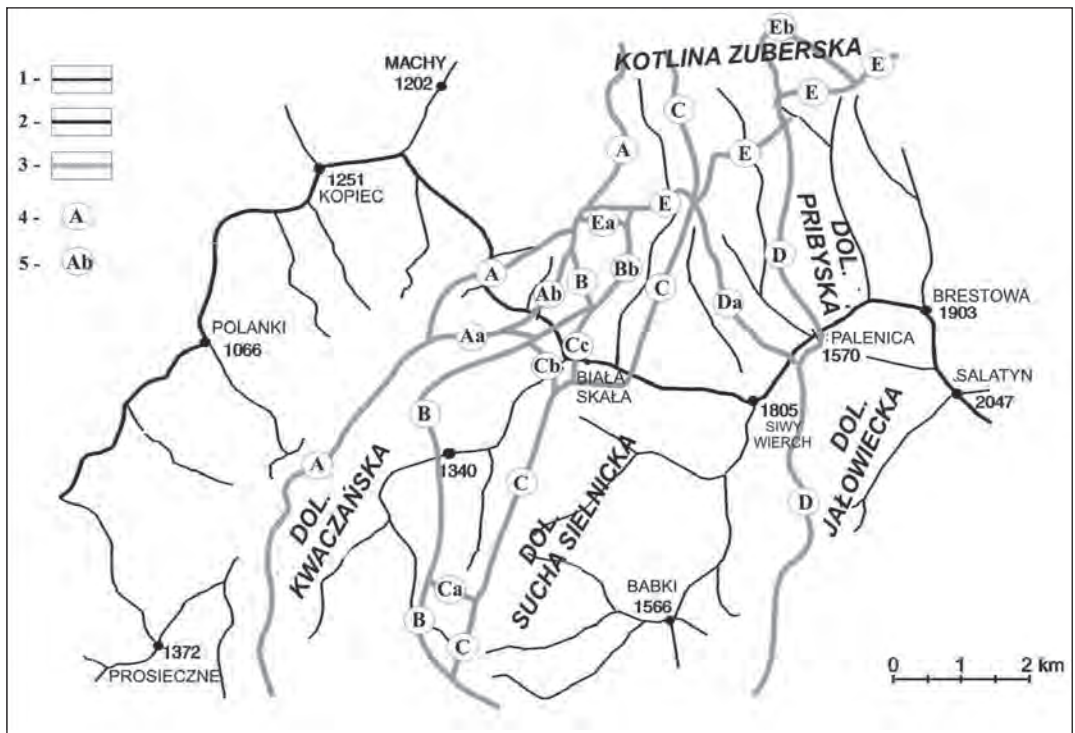 1 -
2 -
3 -
4 - A
5 - Ab
MACHY
1202
1251
KOPIEC
POLANKI
1066
1372
PROSIECZNE
KOTLINA ZUBERSKA
Eb
E
E
E
E
Ea
A
A
A
Aa
Ab
B
Bb
B
B
C
C
C
C
Ca
Cb
Cc
D
D
Da
DOL.
PRIBYSKÁ
BRESTOWA
1903
PALENICA
1570
SALATYN
2047
BIAŁA
SKAŁA
1805
SIWY
WIERCH
1340
DOL.
KWACZAŃSKA
DOL.
SUCHA SIELNICKA
DOL.
JAŁOWIECKA
BABKI
1566
0 1 2 km